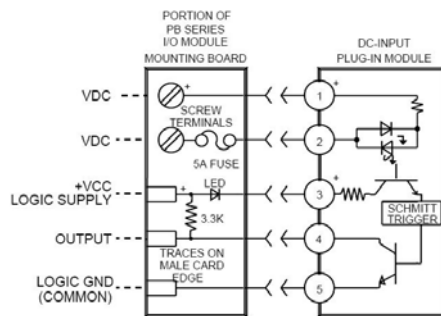 PORTION OF
PB SERIES
I/O MODULE
MOUNTING BOARD
DC-INPUT
PLUG-IN MODULE
VDC
+
1
+
SCREW
TERMINALS
VDC
2
5A FUSE
+VCC
LOGIC SUPPLY
+
LED
3
+
3.3K
SCHMITT
TRIGGER
OUTPUT
4
TRACES ON
MALE CARD
EDGE
LOGIC GND
(COMMON)
5